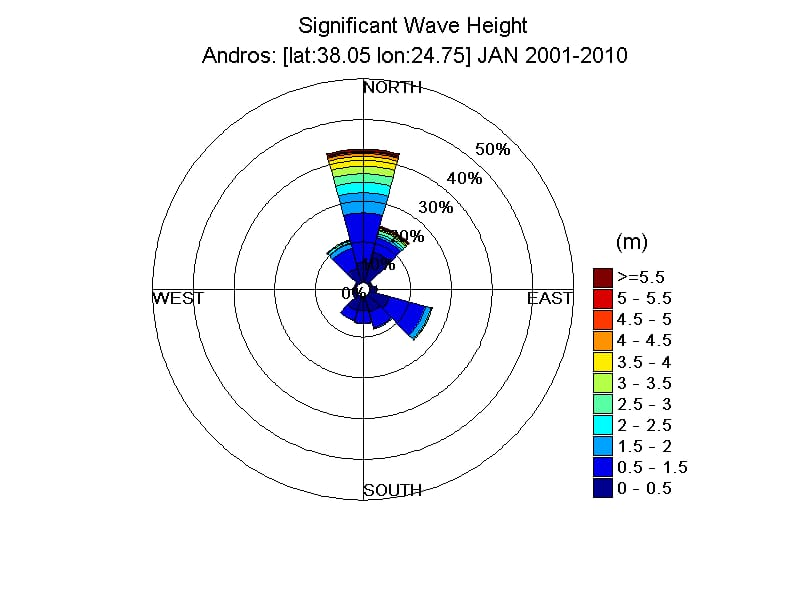 Significant Wave Height
Andros: [lat:38.05 lon:24.75] JAN 2001-2010
NORTH
50%
40%
30%
20%
10%
0%
WEST
EAST
SOUTH
(m)
>=5.5
5 - 5.5
4.5 - 5
4 - 4.5
3.5 - 4
3 - 3.5
2.5 - 3
2 - 2.5
1.5 - 2
0.5 - 1.5
0 - 0.5